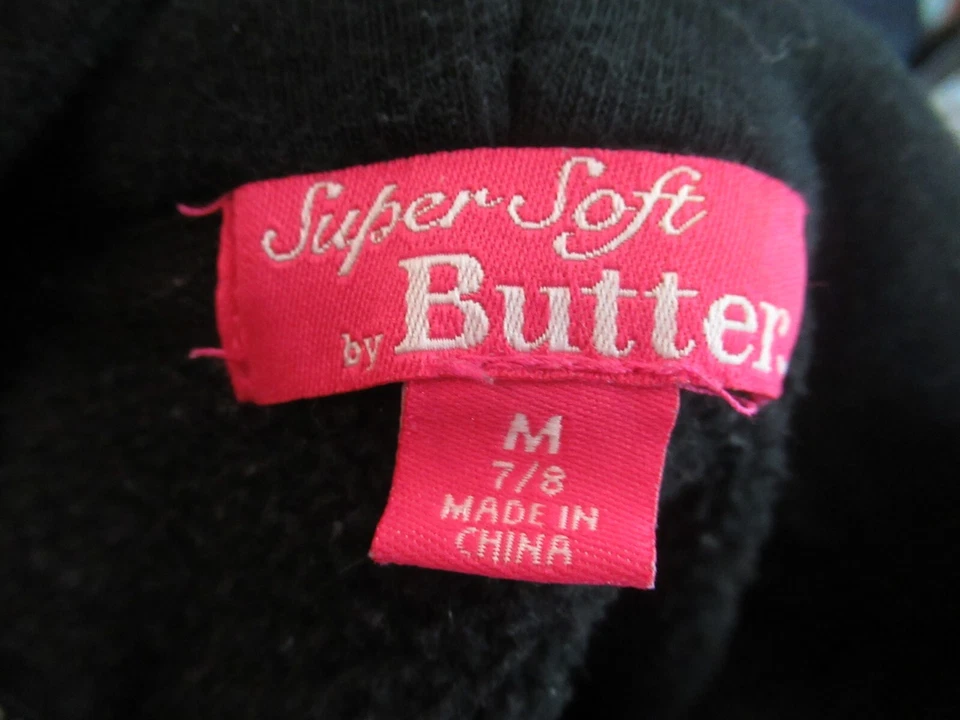 Super Soft
by Butter.
M
7/8
MADE IN
CHINA